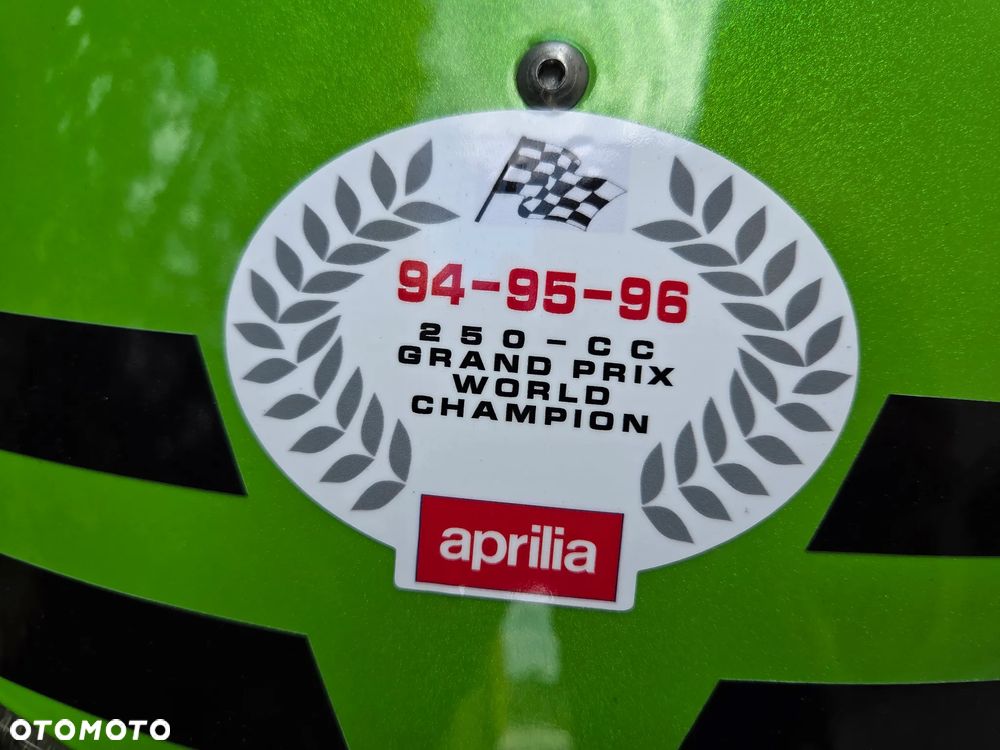 94-95-96
250-CC
GRAND PRIX
WORLD
CHAMPION
aprilia
OTOMOTO